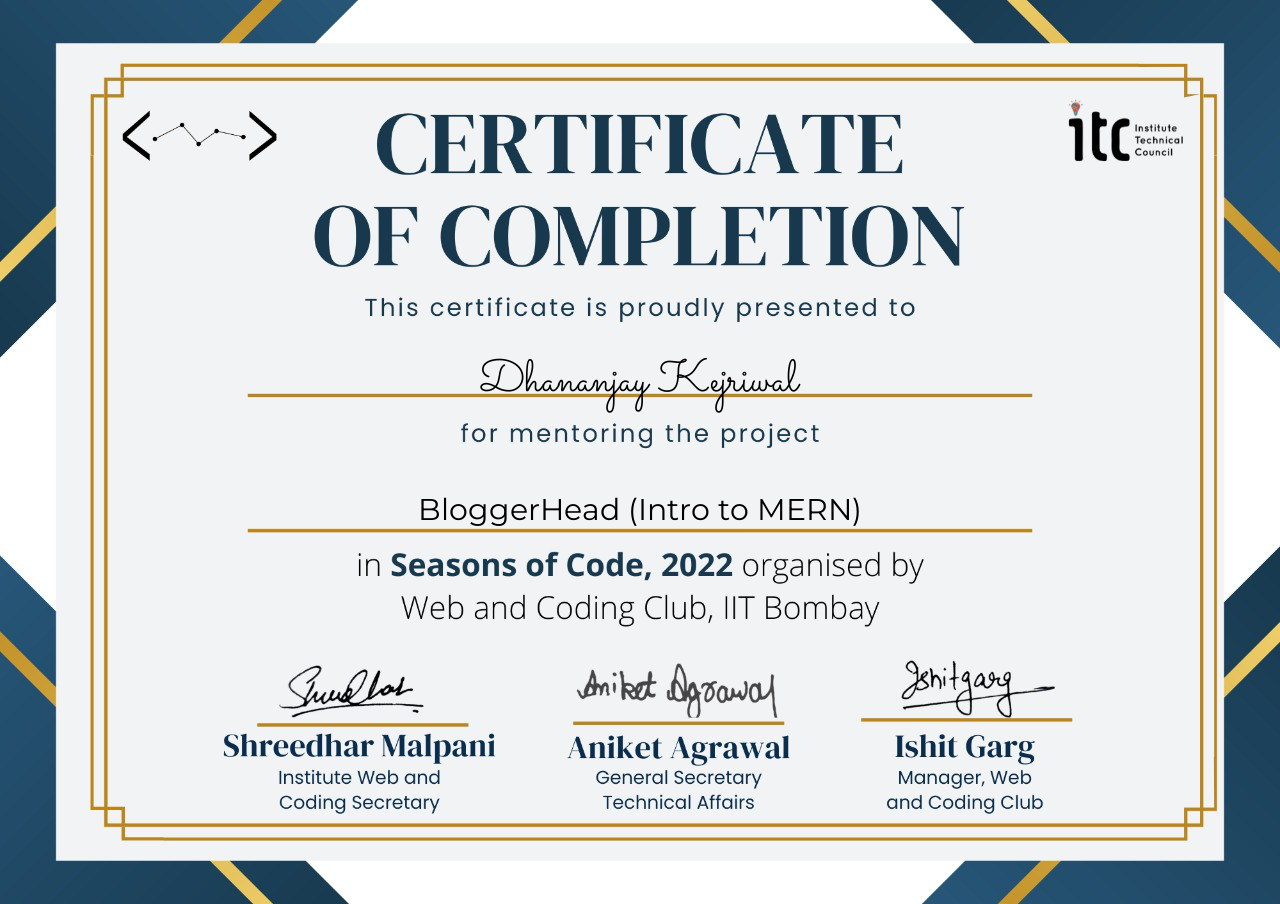 CERTIFICATE
OF COMPLETION
itc Institute
Technical
Council
This certificate is proudly presented to
Dhananjay Kejriwal
for mentoring the project
BloggerHead (Intro to MERN)
in Seasons of Code, 2022 organised by
Web and Coding Club, IIT Bombay
Shreedhar
Aniket Agrawal
Ishitgarg
Shreedhar Malpani
Aniket Agrawal
Ishit Garg
Institute Web and
Coding Secretary
General Secretary
Technical Affairs
Manager, Web
and Coding Club